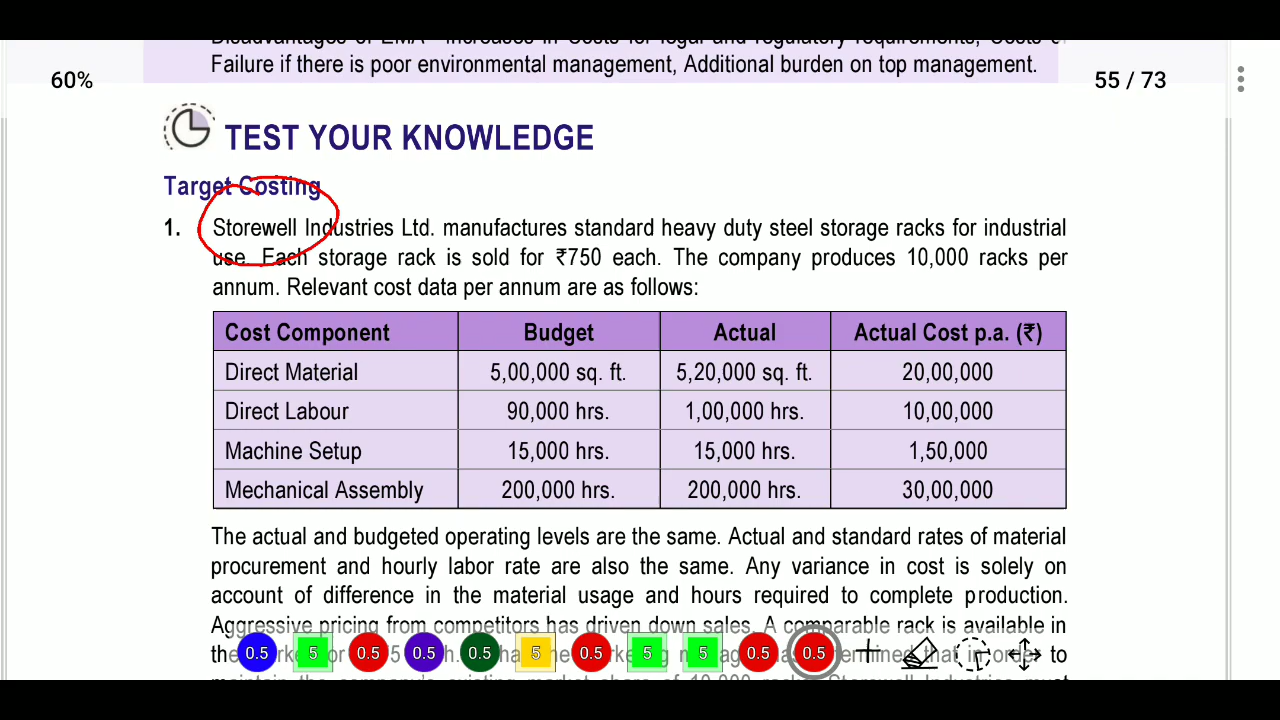 Failure if there is poor environmental management, Additional burden on top management.
60%
55 / 73
TEST YOUR KNOWLEDGE
Target Costing
1. Storewell Industries Ltd. manufactures standard heavy duty steel storage racks for industrial
use. Each storage rack is sold for ₹750 each. The company produces 10,000 racks per
annum. Relevant cost data per annum are as follows:
Cost Component Budget Actual Actual Cost p.a. (₹)
Direct Material 5,00,000 sq. ft. 5,20,000 sq. ft. 20,00,000
Direct Labour 90,000 hrs. 1,00,000 hrs. 10,00,000
Machine Setup 15,000 hrs. 15,000 hrs. 1,50,000
Mechanical Assembly 200,000 hrs. 200,000 hrs. 30,00,000
The actual and budgeted operating levels are the same. Actual and standard rates of material
procurement and hourly labor rate are also the same. Any variance in cost is solely on
account of difference in the material usage and hours required to complete production.
Aggressive pricing from competitors has driven down sales. A comparable rack is available in
to
0.5 5 0.5 0.5 0.5 5 0.5 5 5 0.5 0.5